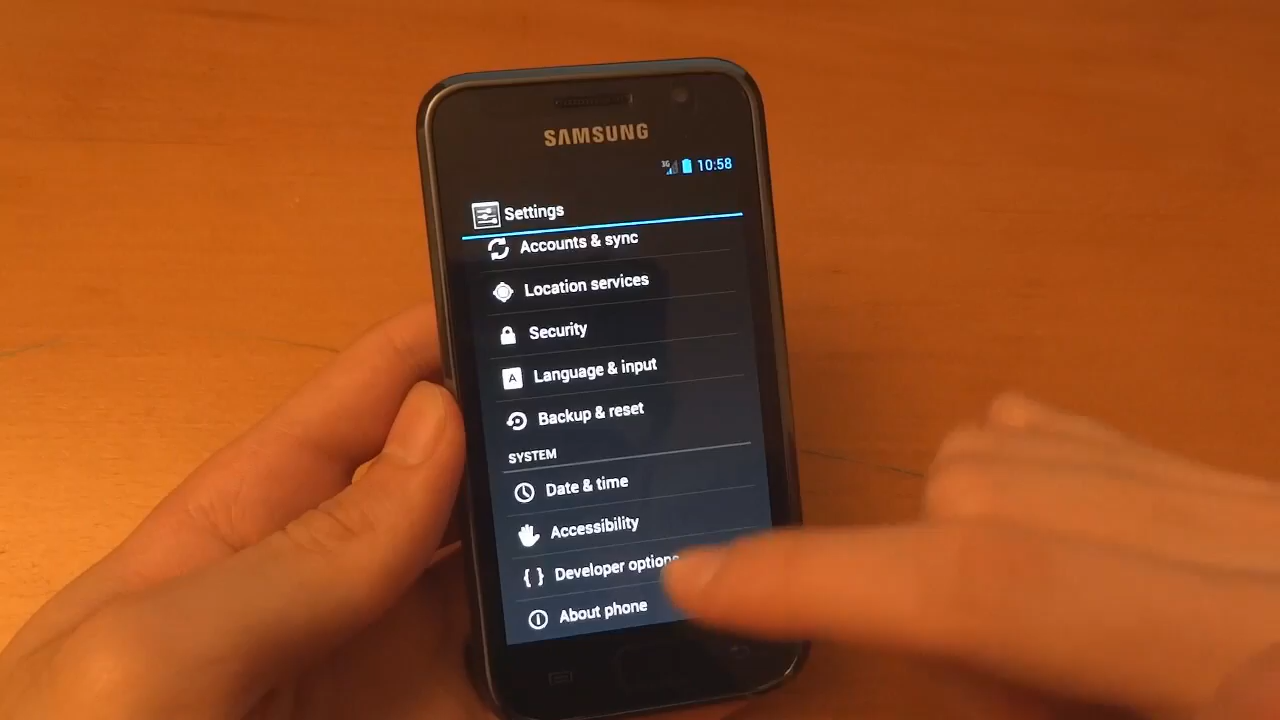 SAMSUNG
3G 10:58
Settings
Accounts & sync
Location services
Security
A Language & input
Backup & reset
SYSTEM
Date & time
Accessibility
{ } Developer options
About phone